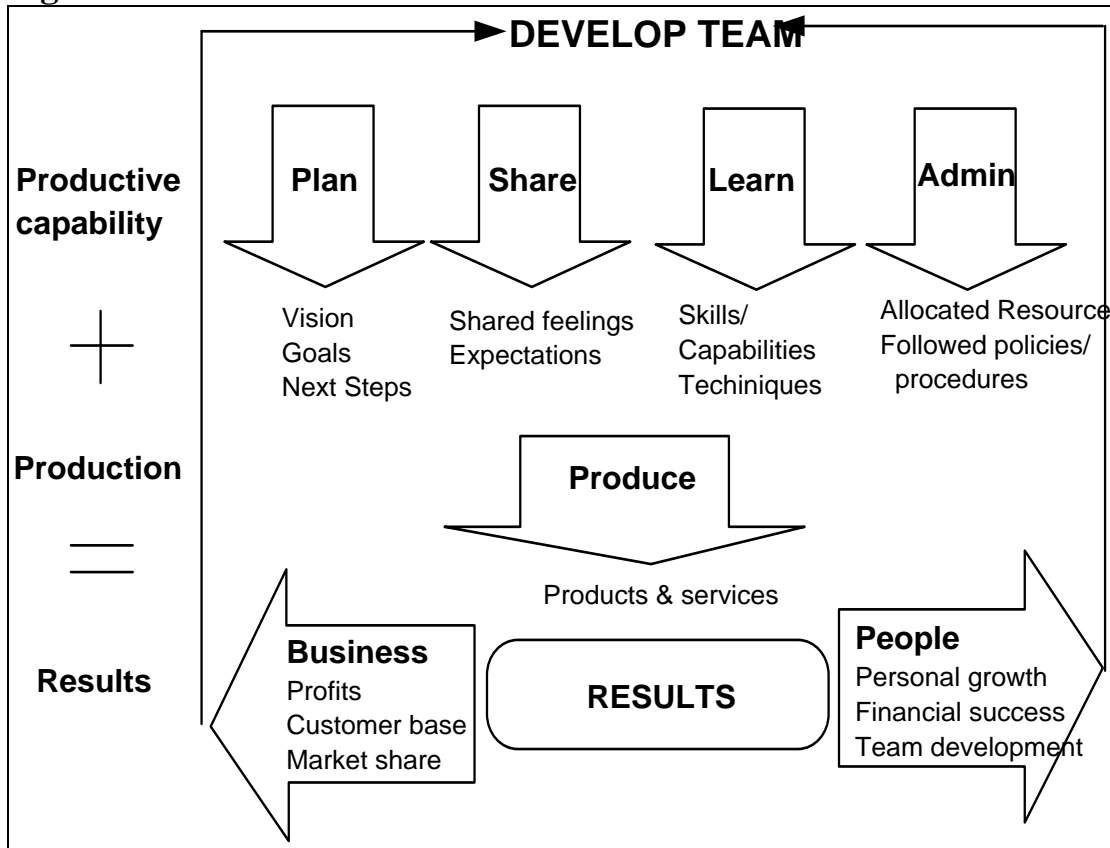 DEVELOP TEAM
Productive
capability
Plan
Share
Learn
Admin
Vision
Goals
Next Steps
Shared feelings
Expectations
Skills/
Capabilities
Techiniques
Allocated Resource
Followed policies/
procedures
+
Production
Produce
Products & services
=
Results
Business
Profits
Customer base
Market share
RESULTS
People
Personal growth
Financial success
Team development